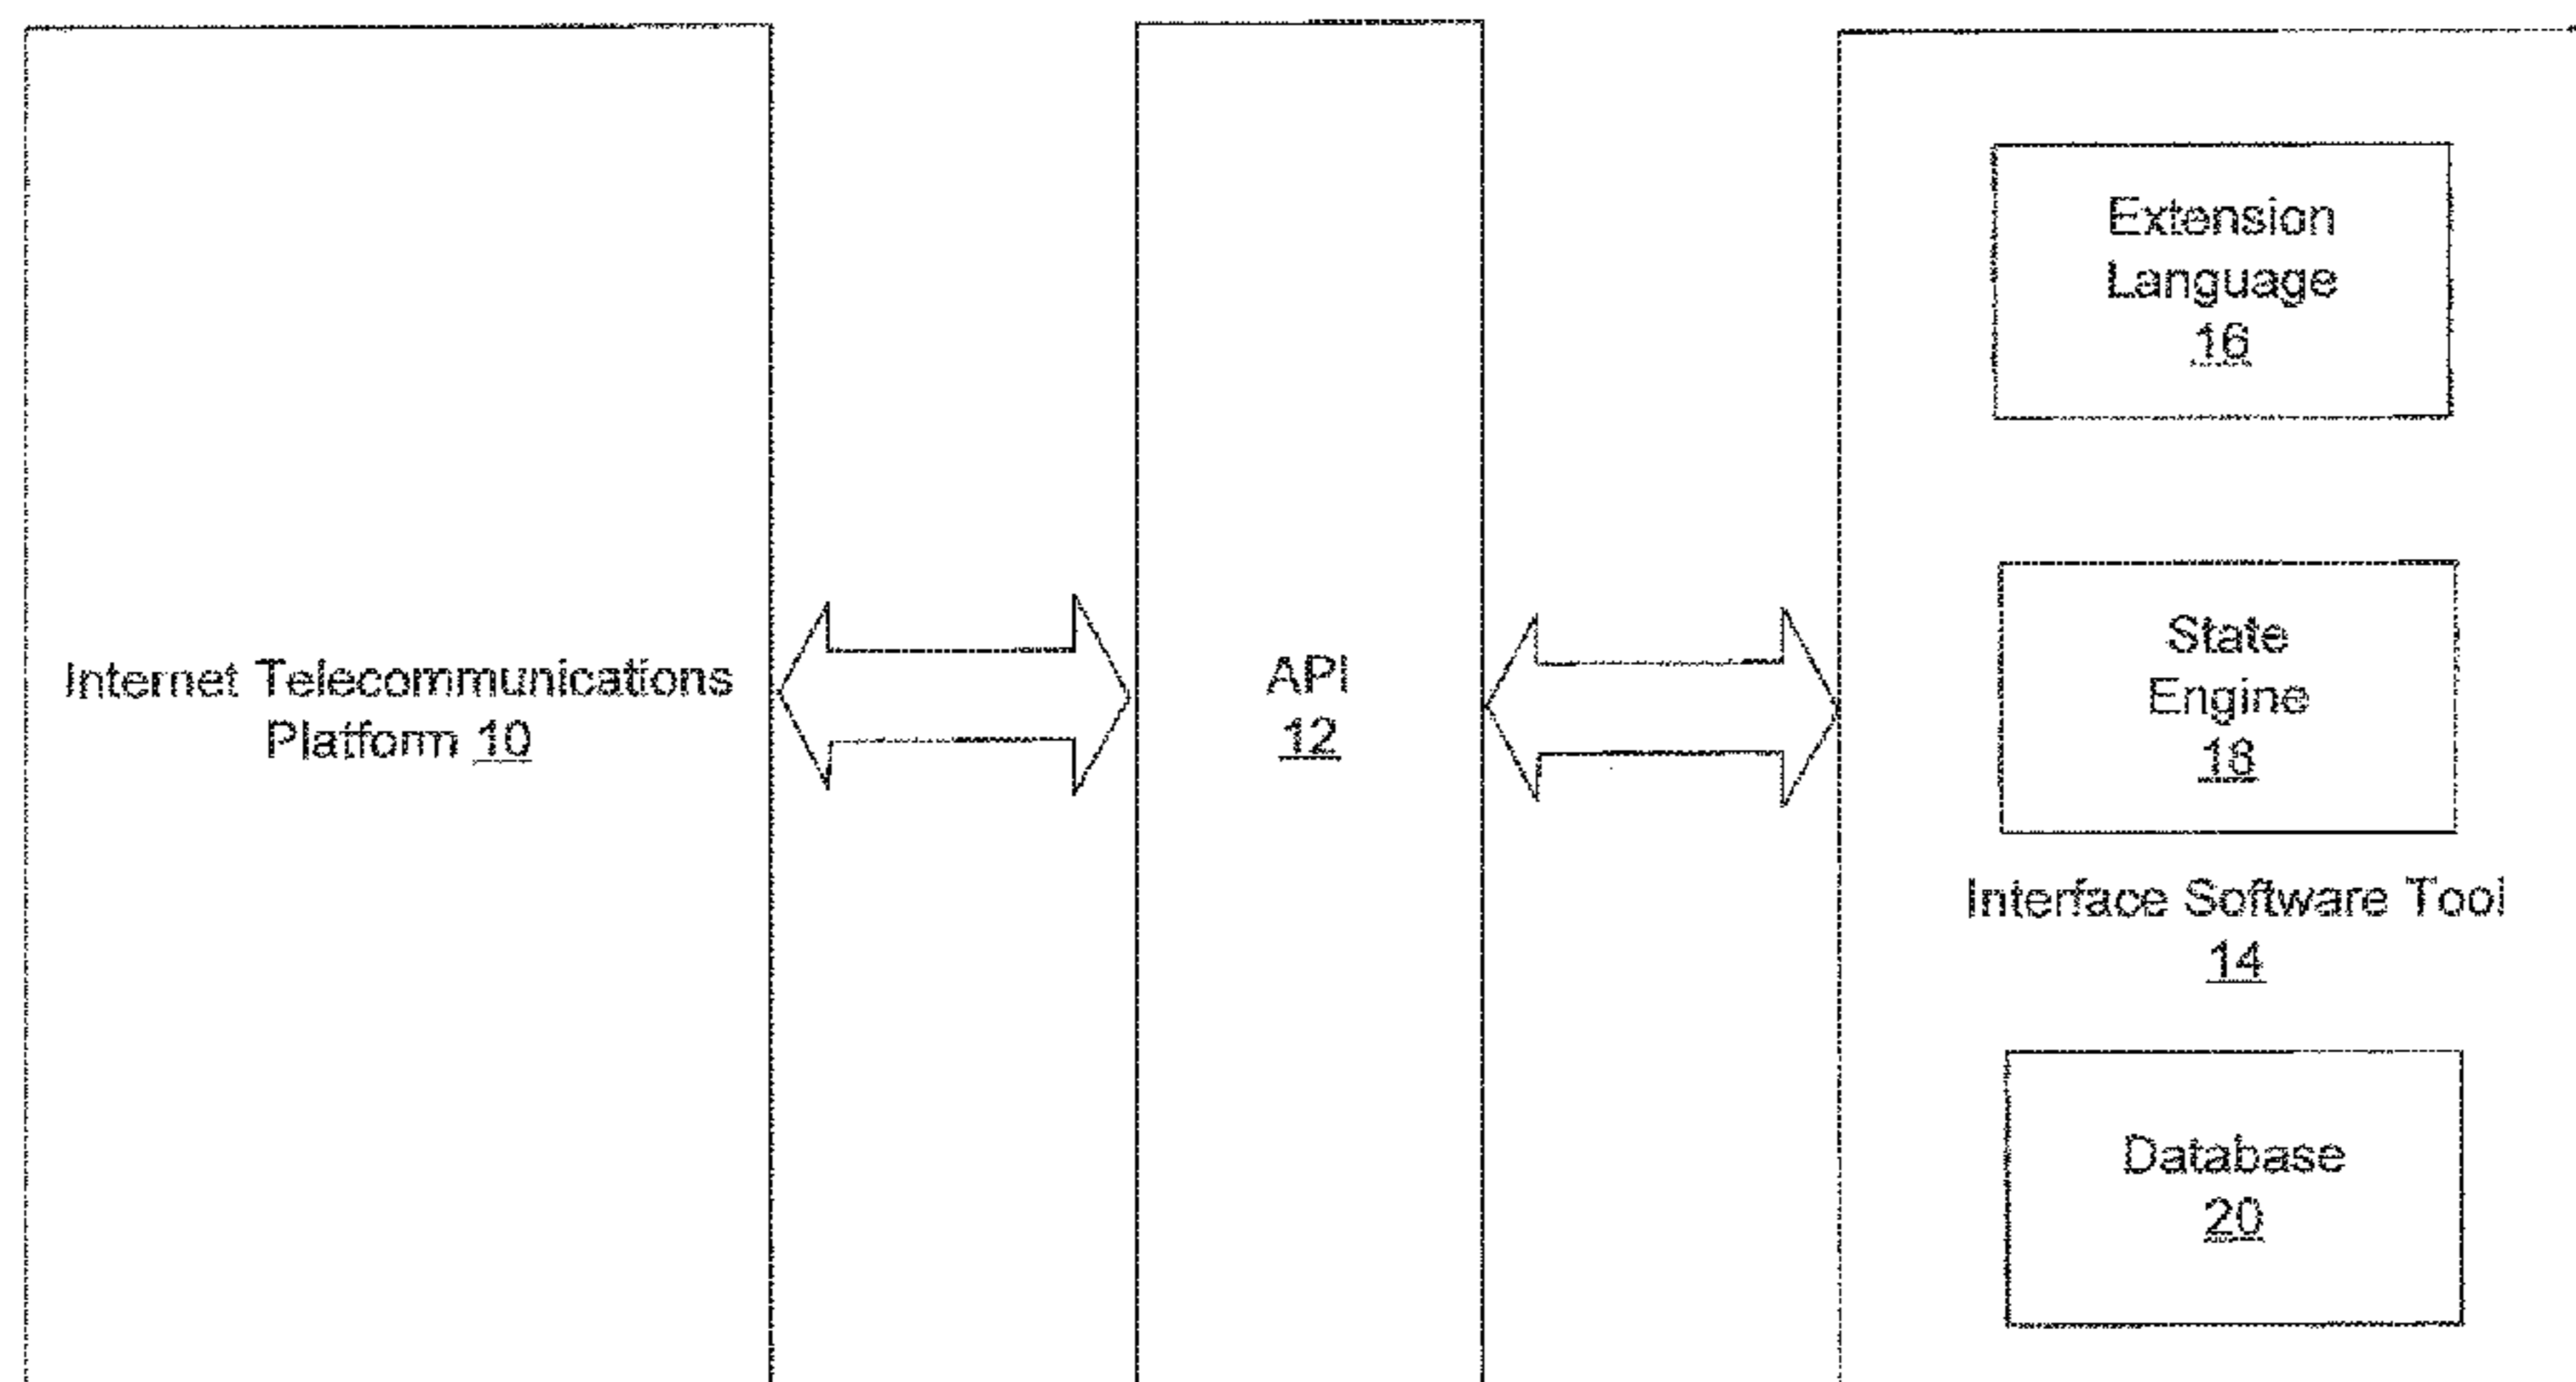 Internet Telecommunications
Platform 10
API
12
Extension
Language
16
State
Engine
18
Interface Software Tool
14
Database
20